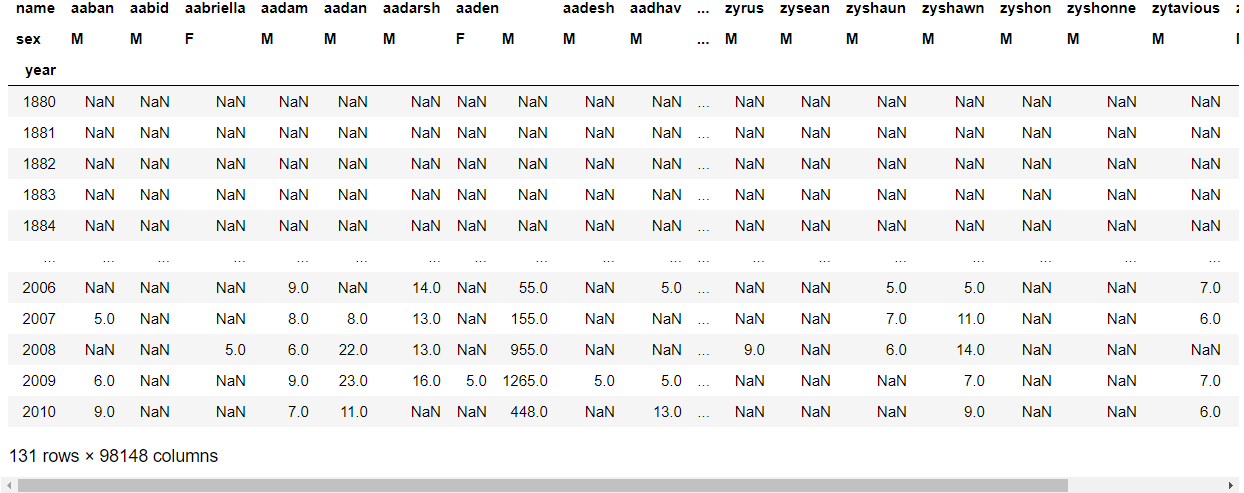 name aaban aabid aabriella aadam aadan aadarsh aaden aadesh aadhav ... zyrus zysean zyshaun zyshawn zyshon zyshonne zytavious
sex M M F M M M F M M M ... M M M M M M M
year
1880 NaN NaN NaN NaN NaN NaN NaN NaN NaN NaN ... NaN NaN NaN NaN NaN NaN NaN
1881 NaN NaN NaN NaN NaN NaN NaN NaN NaN NaN ... NaN NaN NaN NaN NaN NaN NaN
1882 NaN NaN NaN NaN NaN NaN NaN NaN NaN NaN ... NaN NaN NaN NaN NaN NaN NaN
1883 NaN NaN NaN NaN NaN NaN NaN NaN NaN NaN ... NaN NaN NaN NaN NaN NaN NaN
1884 NaN NaN NaN NaN NaN NaN NaN NaN NaN NaN ... NaN NaN NaN NaN NaN NaN NaN
... ... ... ... ... ... ... ... ... ... ... ... ... ... ... ... ... ... ...
2006 NaN NaN NaN 9.0 NaN 14.0 NaN 55.0 NaN 5.0 ... NaN NaN 5.0 5.0 NaN NaN 7.0
2007 5.0 NaN NaN 8.0 8.0 13.0 NaN 155.0 NaN NaN ... NaN NaN 7.0 11.0 NaN NaN 6.0
2008 NaN NaN 5.0 6.0 22.0 13.0 NaN 955.0 NaN NaN ... 9.0 NaN 6.0 14.0 NaN NaN NaN
2009 6.0 NaN NaN 9.0 23.0 16.0 5.0 1265.0 5.0 5.0 ... NaN NaN NaN 7.0 NaN NaN 7.0
2010 9.0 NaN NaN 7.0 11.0 NaN NaN 448.0 NaN 13.0 ... NaN NaN NaN 9.0 NaN NaN 6.0
131 rows × 98148 columns